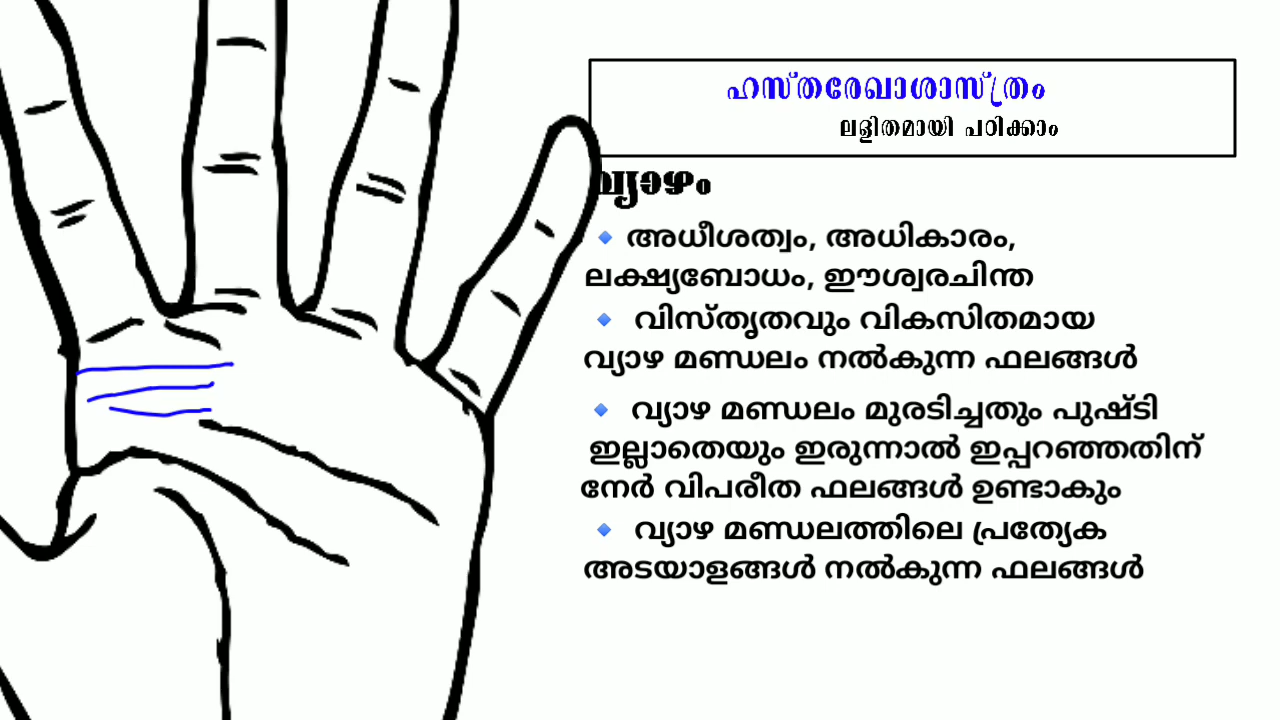 ഹസ്തരേഖാശാസ്ത്രം
ലളിതമായി പഠിക്കാം
വ്യാഴം
🔹 അധീശത്വം, അധികാരം,
ലക്ഷ്യബോധം, ഈശ്വരചിന്ത
🔹 വിസ്തൃതവും വികസിതമായ
വ്യാഴ മണ്ഡലം നൽകുന്ന ഫലങ്ങൾ
🔹 വ്യാഴ മണ്ഡലം മുരടിച്ചതും പുഷ്ടി
ഇല്ലാതെയും ഇരുന്നാൽ ഇപ്പറഞ്ഞതിന്
നേർ വിപരീത ഫലങ്ങൾ ഉണ്ടാകും
🔹 വ്യാഴ മണ്ഡലത്തിലെ പ്രത്യേക
അടയാളങ്ങൾ നൽകുന്ന ഫലങ്ങൾ